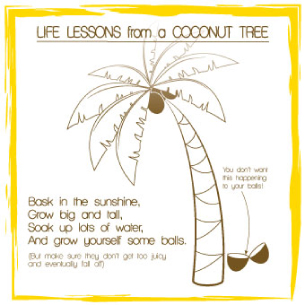 LIFE LESSONS from a COCONUT TREE
You don't want
this happening
to your balls!
Bask in the sunshine,
Grow big and tall,
Soak up lots of water,
And grow yourself some balls.
(But make sure they don't get too juicy
and eventually fall off)